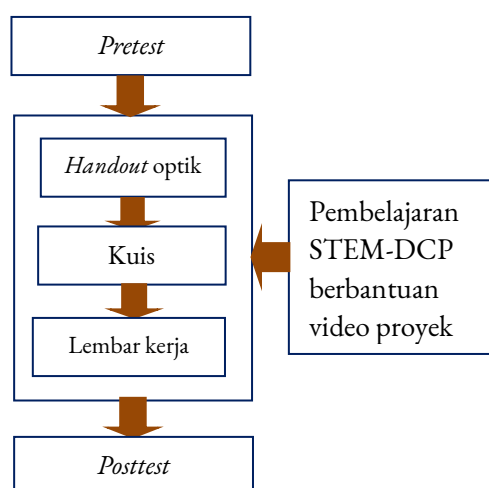 Pretest
Handout optik
Kuis
Lembar kerja
Pembelajaran
STEM-DCP
berbantuan
video proyek
Posttest